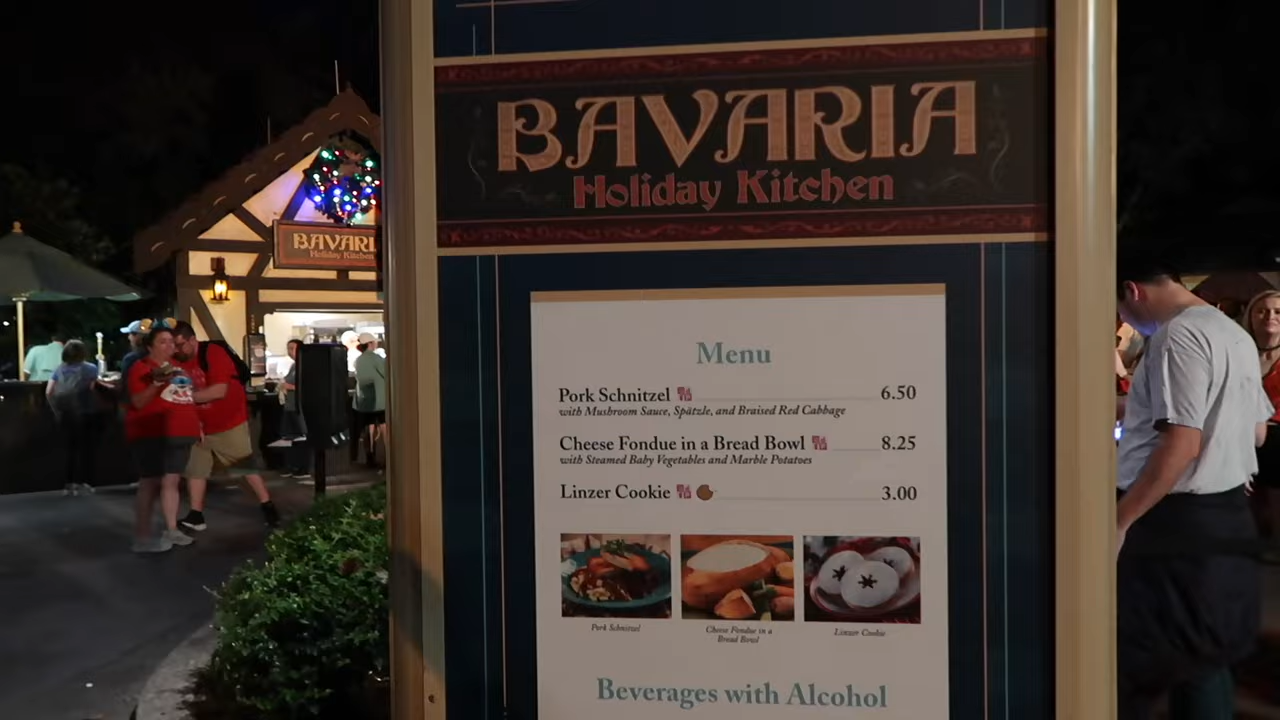 BAVARIA
Holiday Kitchen
BAVARI
Holiday Kitchen
Menu
Pork Schnitzel 6.50
with Mushroom Sauce, Spätzle, and Braised Red Cabbage
Cheese Fondue in a Bread Bowl 8.25
with Steamed Baby Vegetables and Marble Potatoes
Linzer Cookie 3.00
Pork Schnitzel
Cheese Fondue in a
Bread Bowl
Linzer Cookie
Beverages with Alcohol